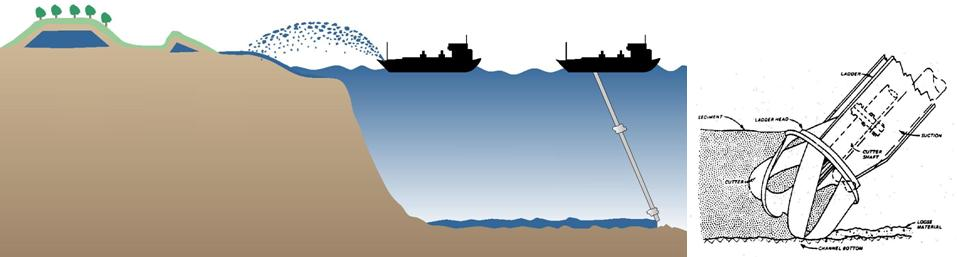 LADDER
SEDIMENT
LADDER HEAD
SUCTION
CUTTER
SHAFT
CUTTER
LOOSE
MATERIAL
CHANNEL BOTTOM